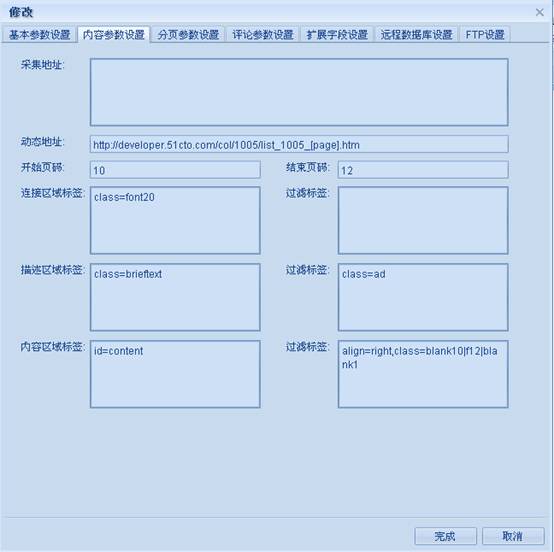 修改
基本参数设置 内容参数设置 分页参数设置 评论参数设置 扩展字段设置 远程数据库设置 FTP设置
采集地址:
动态地址: http://developer.51cto.com/col/1005/list_1005_[page].htm
开始页码: 10 结束页码: 12
连接区域标签: class=font20 过滤标签:
描述区域标签: class=brieftext 过滤标签: class=ad
内容区域标签: id=content 过滤标签: align=right,class=blank10|f12|bla
nk1
完成 取消